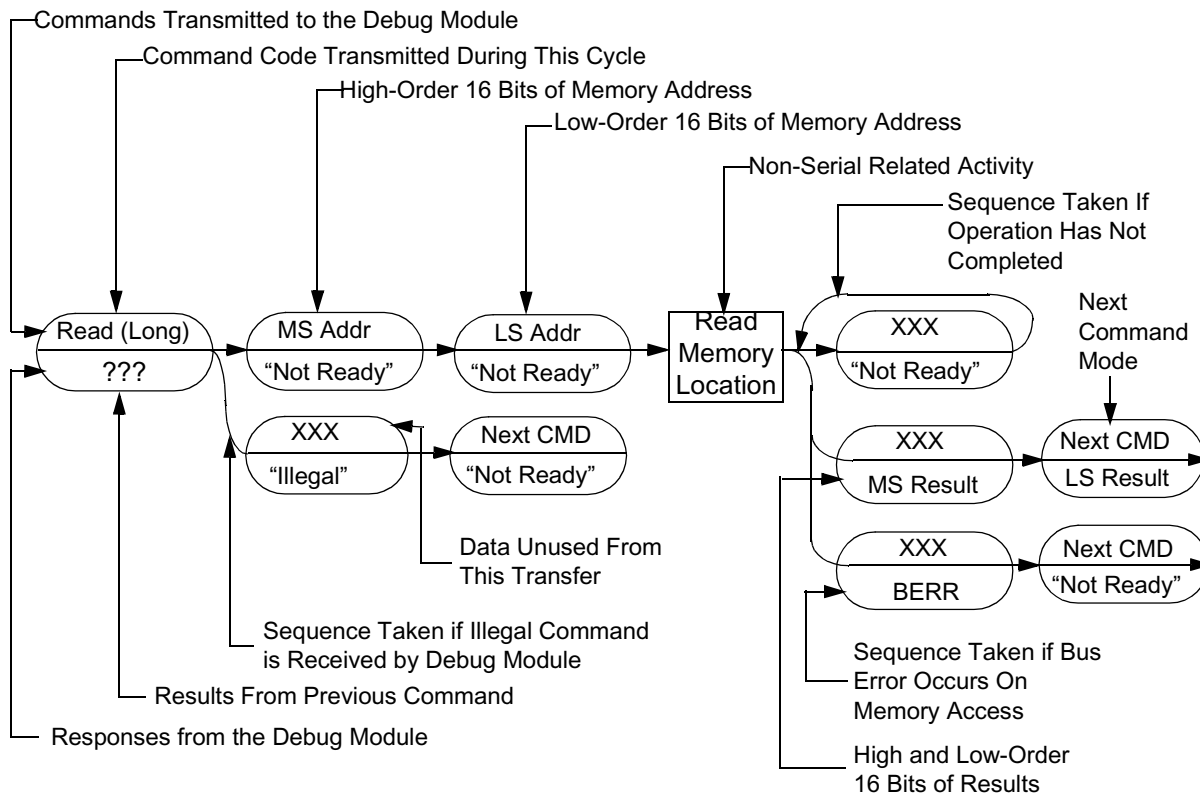 Commands Transmitted to the Debug Module
Command Code Transmitted During This Cycle
High-Order 16 Bits of Memory Address
Low-Order 16 Bits of Memory Address
Non-Serial Related Activity
Sequence Taken If
Operation Has Not
Completed
Next
Command
Mode
Read (Long)
???
MS Addr
“Not Ready”
LS Addr
“Not Ready”
Read
Memory
Location
XXX
“Not Ready”
XXX
“Illegal”
Next CMD
“Not Ready”
XXX
MS Result
Next CMD
LS Result
XXX
BERR
Next CMD
“Not Ready”
Data Unused From
This Transfer
Sequence Taken if Illegal Command
is Received by Debug Module
Results From Previous Command
Responses from the Debug Module
Sequence Taken if Bus
Error Occurs On
Memory Access
High and Low-Order
16 Bits of Results